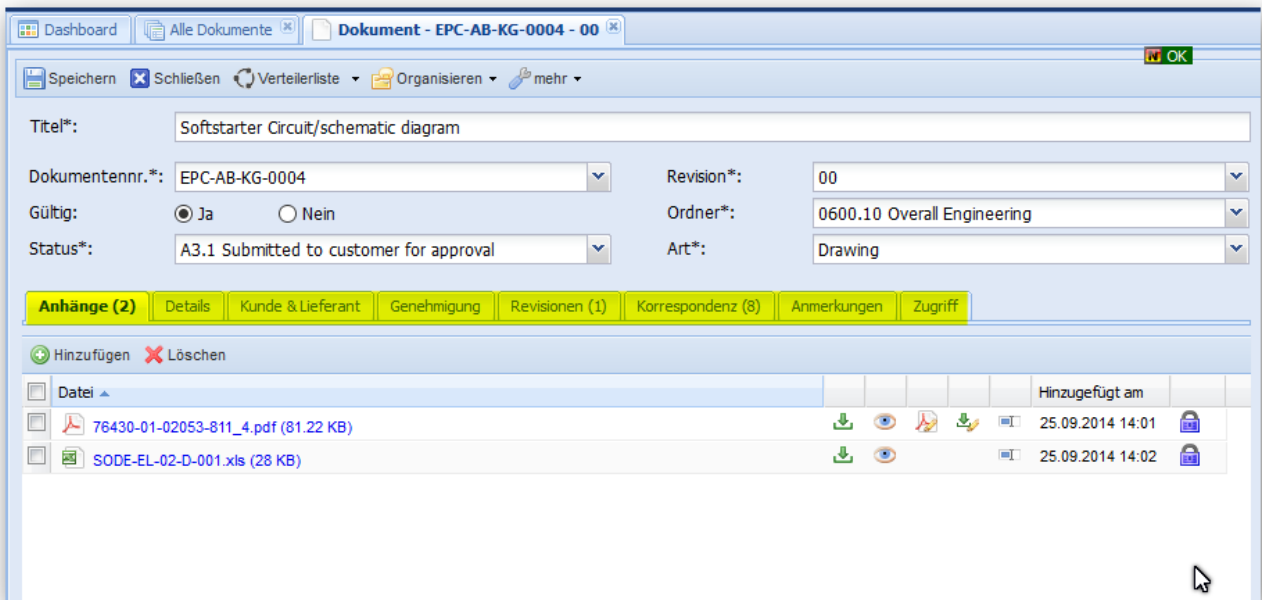 Dashboard Alle Dokumente Dokument - EPC-AB-KG-0004 - 00
N OK
Speichern Schließen Verteilerliste Organisieren mehr
Titel*: Softstarter Circuit/schematic diagram
Dokumentennr.*: EPC-AB-KG-0004 Revision*: 00
Gültig: Ja Nein Ordner*: 0600.10 Overall Engineering
Status*: A3.1 Submitted to customer for approval Art*: Drawing
Anhänge (2) Details Kunde & Lieferant Genehmigung Revisionen (1) Korrespondenz (8) Anmerkungen Zugriff
Hinzufügen Löschen
Datei Hinzugefügt am
76430-01-02053-811_4.pdf (81.22 KB) 25.09.2014 14:01
SODE-EL-02-D-001.xls (28 KB) 25.09.2014 14:02